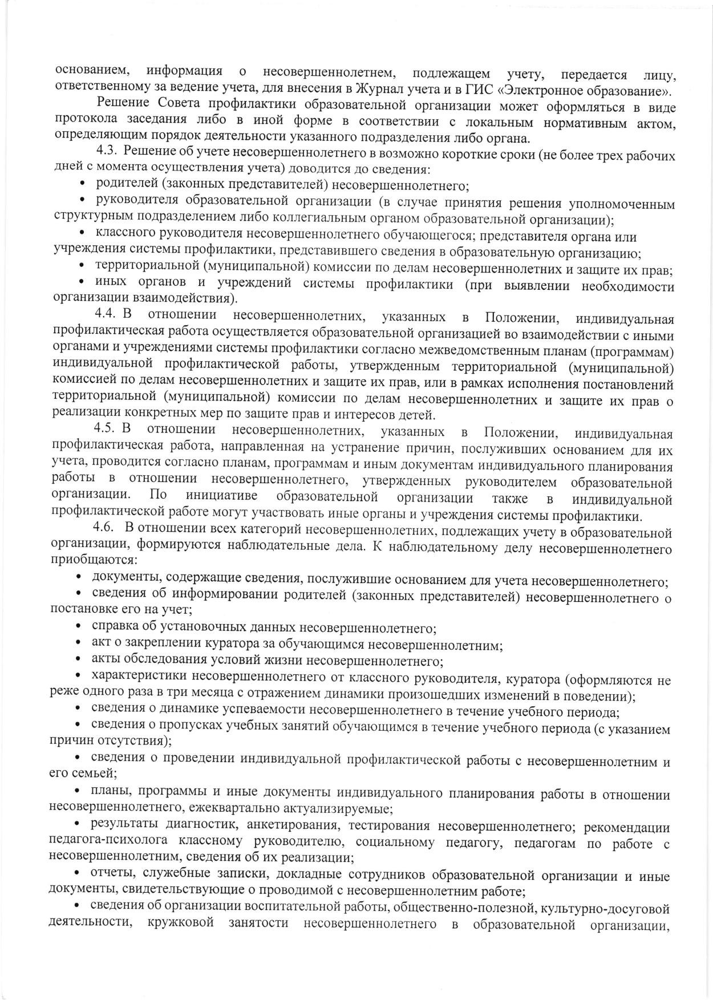 основанием, информация о несовершеннолетнем, подлежащем учету, передается лицу,
ответственному за ведение учета, для внесения в Журнал учета и в ГИС «Электронное образование».
Решение Совета профилактики образовательной организации может оформляться в виде
протокола заседания либо в иной форме в соответствии с локальным нормативным актом,
определяющим порядок деятельности указанного подразделения либо органа.
4.3. Решение об учете несовершеннолетнего в возможно короткие сроки (не более трех рабочих
дней с момента осуществления учета) доводится до сведения:
• родителей (законных представителей) несовершеннолетнего;
• руководителя образовательной организации (в случае принятия решения уполномоченным
структурным подразделением либо коллегиальным органом образовательной организации);
• классного руководителя несовершеннолетнего обучающегося; представителя органа или
учреждения системы профилактики, представившего сведения в образовательную организацию;
• территориальной (муниципальной) комиссии по делам несовершеннолетних и защите их прав;
• иных органов и учреждений системы профилактики (при выявлении необходимости
организации взаимодействия).
4.4. В отношении несовершеннолетних, указанных в Положении, индивидуальная
профилактическая работа осуществляется образовательной организацией во взаимодействии с иными
органами и учреждениями системы профилактики согласно межведомственным планам (программам)
индивидуальной профилактической работы, утвержденным территориальной (муниципальной)
комиссией по делам несовершеннолетних и защите их прав, или в рамках исполнения постановлений
территориальной (муниципальной) комиссии по делам несовершеннолетних и защите их прав о
реализации конкретных мер по защите прав и интересов детей.
4.5. В отношении несовершеннолетних, указанных в Положении, индивидуальная
профилактическая работа, направленная на устранение причин, послуживших основанием для их
учета, проводится согласно планам, программам и иным документам индивидуального планирования
работы в отношении несовершеннолетнего, утвержденных руководителем образовательной
организации. По инициативе образовательной организации также в индивидуальной
профилактической работе могут участвовать иные органы и учреждения системы профилактики.
4.6. В отношении всех категорий несовершеннолетних, подлежащих учету в образовательной
организации, формируются наблюдательные дела. К наблюдательному делу несовершеннолетнего
приобщаются:
• документы, содержащие сведения, послужившие основанием для учета несовершеннолетнего;
• сведения об информировании родителей (законных представителей) несовершеннолетнего о
постановке его на учет;
• справка об установочных данных несовершеннолетнего;
• акт о закреплении куратора за обучающимся несовершеннолетним;
• акты обследования условий жизни несовершеннолетнего;
• характеристики несовершеннолетнего от классного руководителя, куратора (оформляются не
реже одного раза в три месяца с отражением динамики произошедших изменений в поведении);
• сведения о динамике успеваемости несовершеннолетнего в течение учебного периода;
• сведения о пропусках учебных занятий обучающимся в течение учебного периода (с указанием
причин отсутствия);
• сведения о проведении индивидуальной профилактической работы с несовершеннолетним и
его семьей;
• планы, программы и иные документы индивидуального планирования работы в отношении
несовершеннолетнего, ежеквартально актуализируемые;
• результаты диагностик, анкетирования, тестирования несовершеннолетнего; рекомендации
педагога-психолога классному руководителю, социальному педагогу, педагогам по работе с
несовершеннолетним, сведения об их реализации;
• отчеты, служебные записки, докладные сотрудников образовательной организации и иные
документы, свидетельствующие о проводимой с несовершеннолетним работе;
• сведения об организации воспитательной работы, общественно-полезной, культурно-досуговой
деятельности, кружковой занятости несовершеннолетнего в образовательной организации,